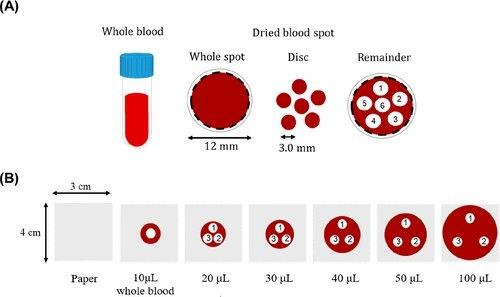 (A)
Whole blood
Dried blood spot
Whole spot
Disc
Remainder
1
2
3
4
5
6
12 mm
3.0 mm
(B)
3 cm
4 cm
1
3 2
1
3 2
1
3 2
1
3 2
1
3 2
Paper
10μL
whole blood
20 μL
30 μL
40 μL
50 μL
100 μL